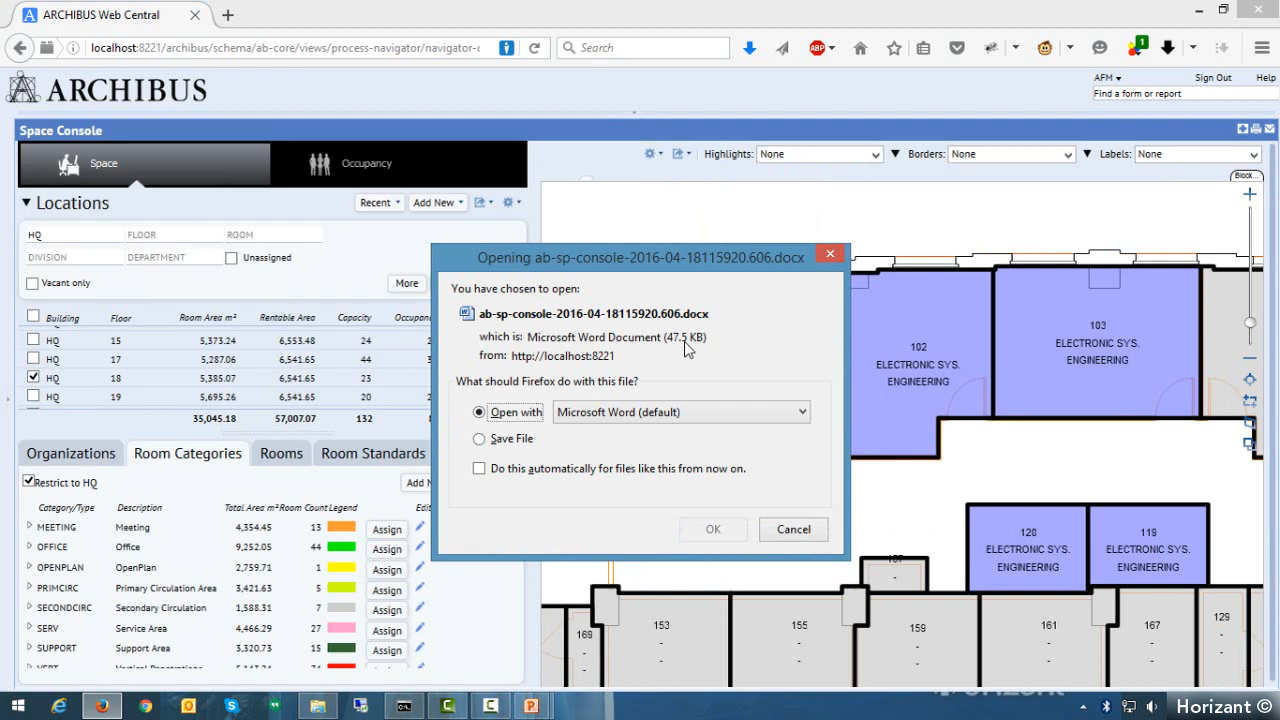 ARCHIBUS Web Central
localhost:8221/archibus/schema/ab-core/views/process-navigator/navigator-
Search
ABP
1
ARCHIBUS
AFM
Sign Out
Help
Find a form or report
Space Console
Space
Occupancy
Highlights: None
Borders: None
Labels: None
Block...
Locations
Recent
Add New
HQ
FLOOR
ROOM
DIVISION
DEPARTMENT
Unassigned
Vacant only
More
Building Floor Room Area m² Rentable Area Capacity Occupan
HQ 15 5,373.24 6,553.48 24
HQ 17 5,287.06 6,541.65 44
HQ 18 5,385.07 6,541.65 23
HQ 19 5,695.26 6,541.65 20
35,045.18 57,007.07 132
Organizations
Room Categories
Rooms
Room Standards
Restrict to HQ
Add N
Category/Type Description Total Area m² Room Count Legend Edit
MEETING Meeting 4,354.45 13 Assign
OFFICE Office 9,252.05 44 Assign
OPENPLAN OpenPlan 2,759.71 1 Assign
PRIMCIRC Primary Circulation Area 3,421.63 5 Assign
SECONDCIRC Secondary Circulation 1,588.31 7 Assign
SERV Service Area 4,466.29 27 Assign
SUPPORT Support Area 3,320.73 15 Assign
Opening ab-sp-console-2016-04-18115920.606.docx
You have chosen to open:
ab-sp-console-2016-04-18115920.606.docx
which is: Microsoft Word Document (47.5 KB)
from: http://localhost:8221
What should Firefox do with this file?
Open with
Microsoft Word (default)
Save File
Do this automatically for files like this from now on.
OK
Cancel
102
ELECTRONIC SYS.
ENGINEERING
103
ELECTRONIC SYS.
ENGINEERING
120
ELECTRONIC SYS.
ENGINEERING
119
ELECTRONIC SYS.
ENGINEERING
169
-
153
-
155
-
159
-
161
-
167
-
129
-
Horizant ©